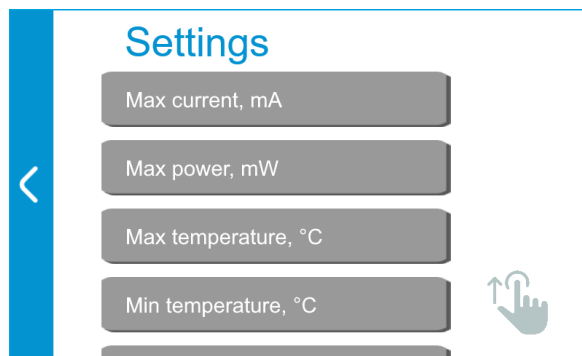 Settings
Max current, mA
Max power, mW
Max temperature, °C
Min temperature, °C